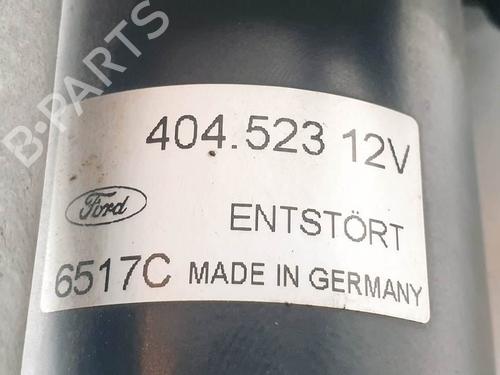 B-PARTS
404.523 12V
Ford
ENTSTÖRT
6517C MADE IN GERMANY